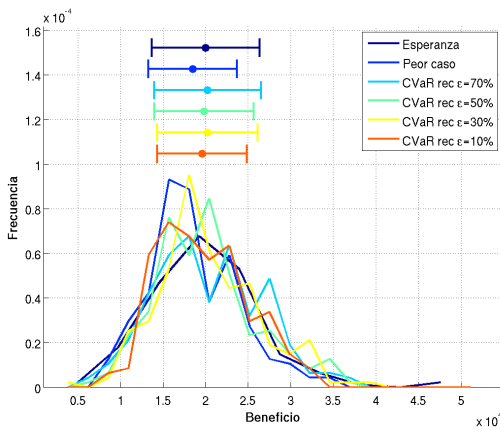 x 10⁻⁴
1.6
1.4
1.2
1
0.8
0.6
0.4
0.2
0
Frecuencia
Esperanza
Peor caso
CVaR rec ε=70%
CVaR rec ε=50%
CVaR rec ε=30%
CVaR rec ε=10%
0.5 1 1.5 2 2.5 3 3.5 4 4.5 5
Beneficio
x 10